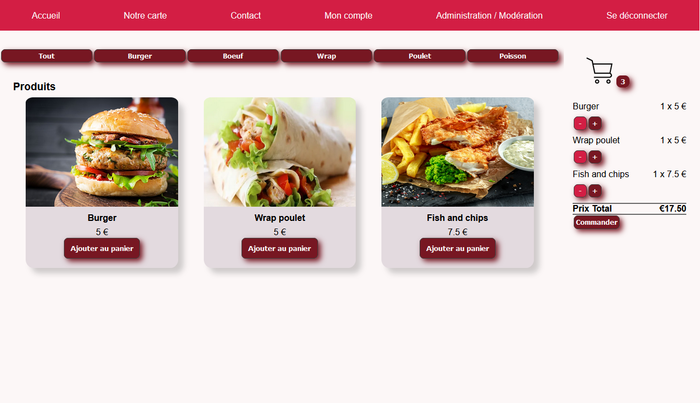 Accueil Notre carte Contact Mon compte Administration / Modération Se déconnecter
Tout Burger Boeuf Wrap Poulet Poisson
3
Produits
Burger
5 €
Ajouter au panier
Wrap poulet
5 €
Ajouter au panier
Fish and chips
7.5 €
Ajouter au panier
Burger 1 x 5 €
- +
Wrap poulet 1 x 5 €
- +
Fish and chips 1 x 7.5 €
- +
Prix Total €17.50
Commander